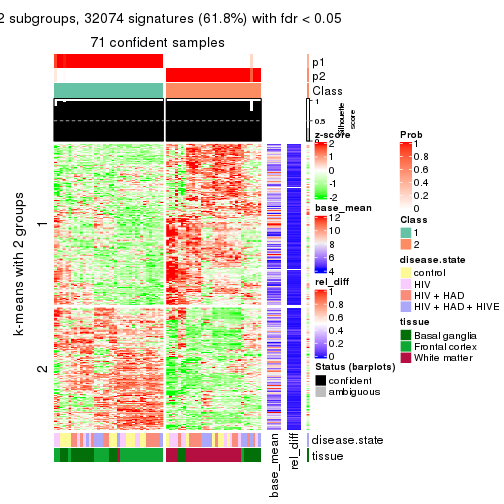 2 subgroups, 32074 signatures (61.8%) with fdr < 0.05
71 confident samples
p1
p2
Class
1
0.5
0
Silhouette
score
k-means with 2 groups
1
2
z-score
2
1
0
-1
-2
base_mean
12
10
8
6
4
rel_diff
1
0.8
0.6
0.4
0.2
0
Status (barplots)
confident
ambiguous
Prob
1
0.8
0.6
0.4
0.2
0
Class
1
2
disease.state
control
HIV
HIV + HAD
HIV + HAD + HIVE
tissue
Basal ganglia
Frontal cortex
White matter
disease.state
tissue
base_mean
rel_diff